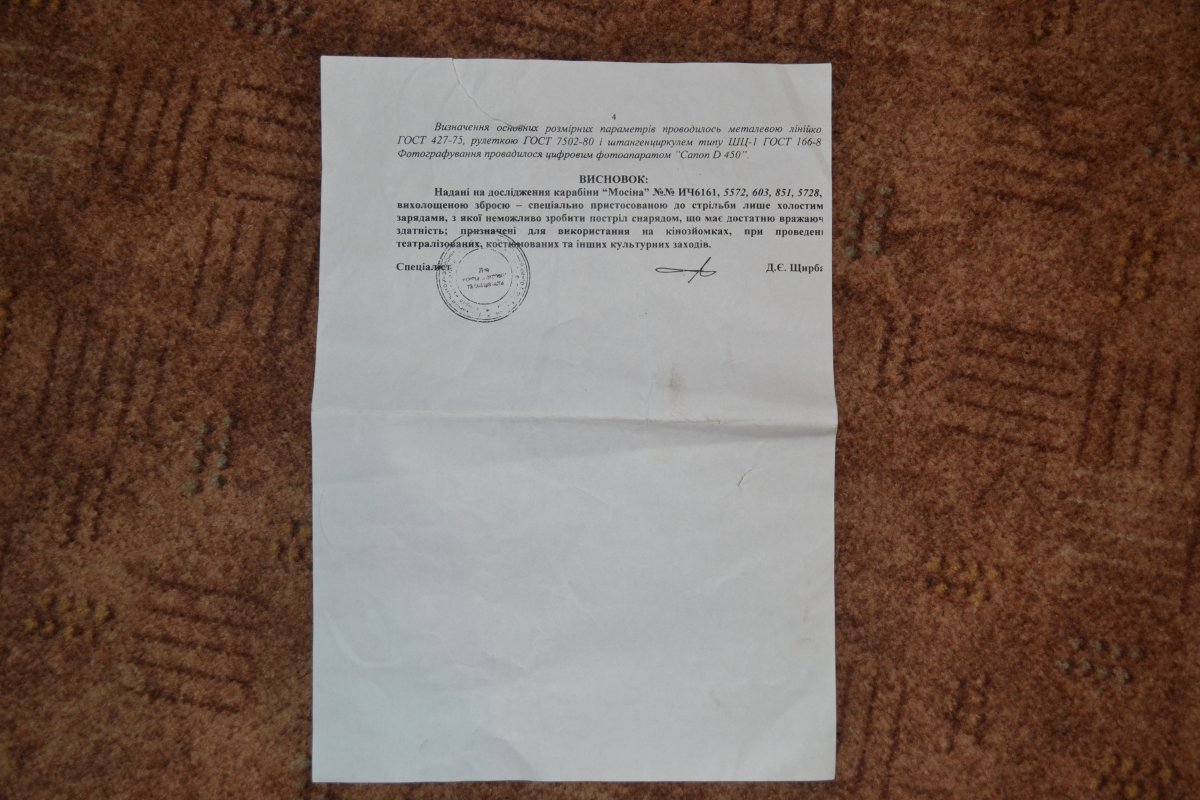 4
Визначення основних розмірних параметрів проводилось металевою лінійко
ГОСТ 427-75, рулеткою ГОСТ 7502-80 і штангенциркулем типу ШЦ-1 ГОСТ 166-8
Фотографування провадилося цифровим фотоапаратом "Canon D 450".
ВИСНОВОК:
Надані на дослідження карабіни “Мосіна” №№ ИЧ6161, 5572, 603, 851, 5728,
вихолощеною зброєю – спеціально пристосованою до стрільби лише холостим
зарядами, з якої неможливо зробити постріл снарядом, що має достатню вражаюч
здатність; призначені для використання на кінозйомках, при проведені
театралізованих, костюмованих та інших культурних заходів.
Спеціаліст Д.Є. Щирба